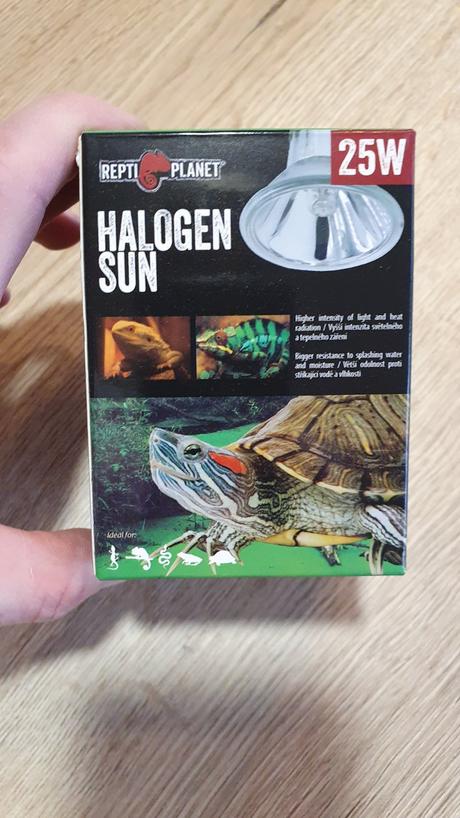 REPTI PLANET®
25W
HALOGEN
SUN
Higher intensity of light and heat
radiation / Vyšší intenzita světelného
a tepelného záření
Bigger resistance to splashing water
and moisture / Větší odolnost proti
stříkající vodě a vlhkosti
Ideal for: